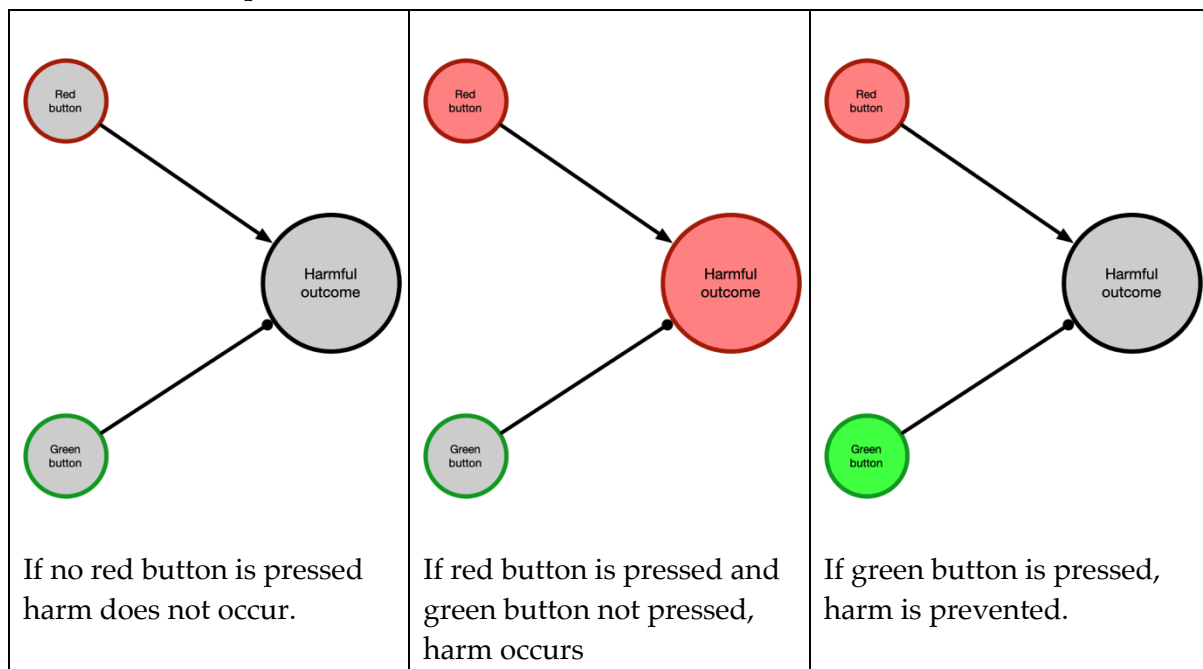 Red
button
Harmful
outcome
Green
button
If no red button is pressed
harm does not occur.
Red
button
Harmful
outcome
Green
button
If red button is pressed and
green button not pressed,
harm occurs
Red
button
Harmful
outcome
Green
button
If green button is pressed,
harm is prevented.